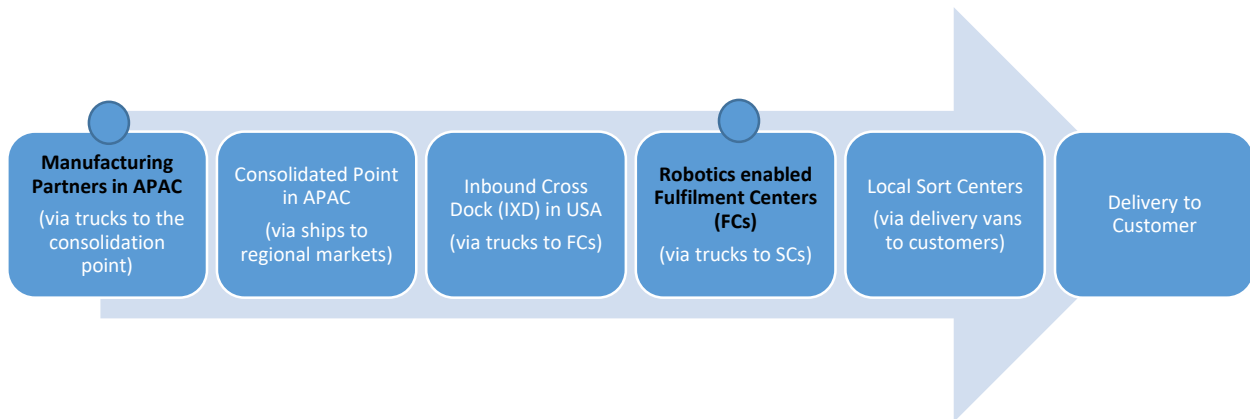 Manufacturing
Partners in APAC
(via trucks to the
consolidation
point)
Consolidated Point
in APAC
(via ships to
regional markets)
Inbound Cross
Dock (IXD) in USA
(via trucks to FCs)
Robotics enabled
Fulfilment Centers
(FCs)
(via trucks to SCs)
Local Sort Centers
(via delivery vans
to customers)
Delivery to
Customer